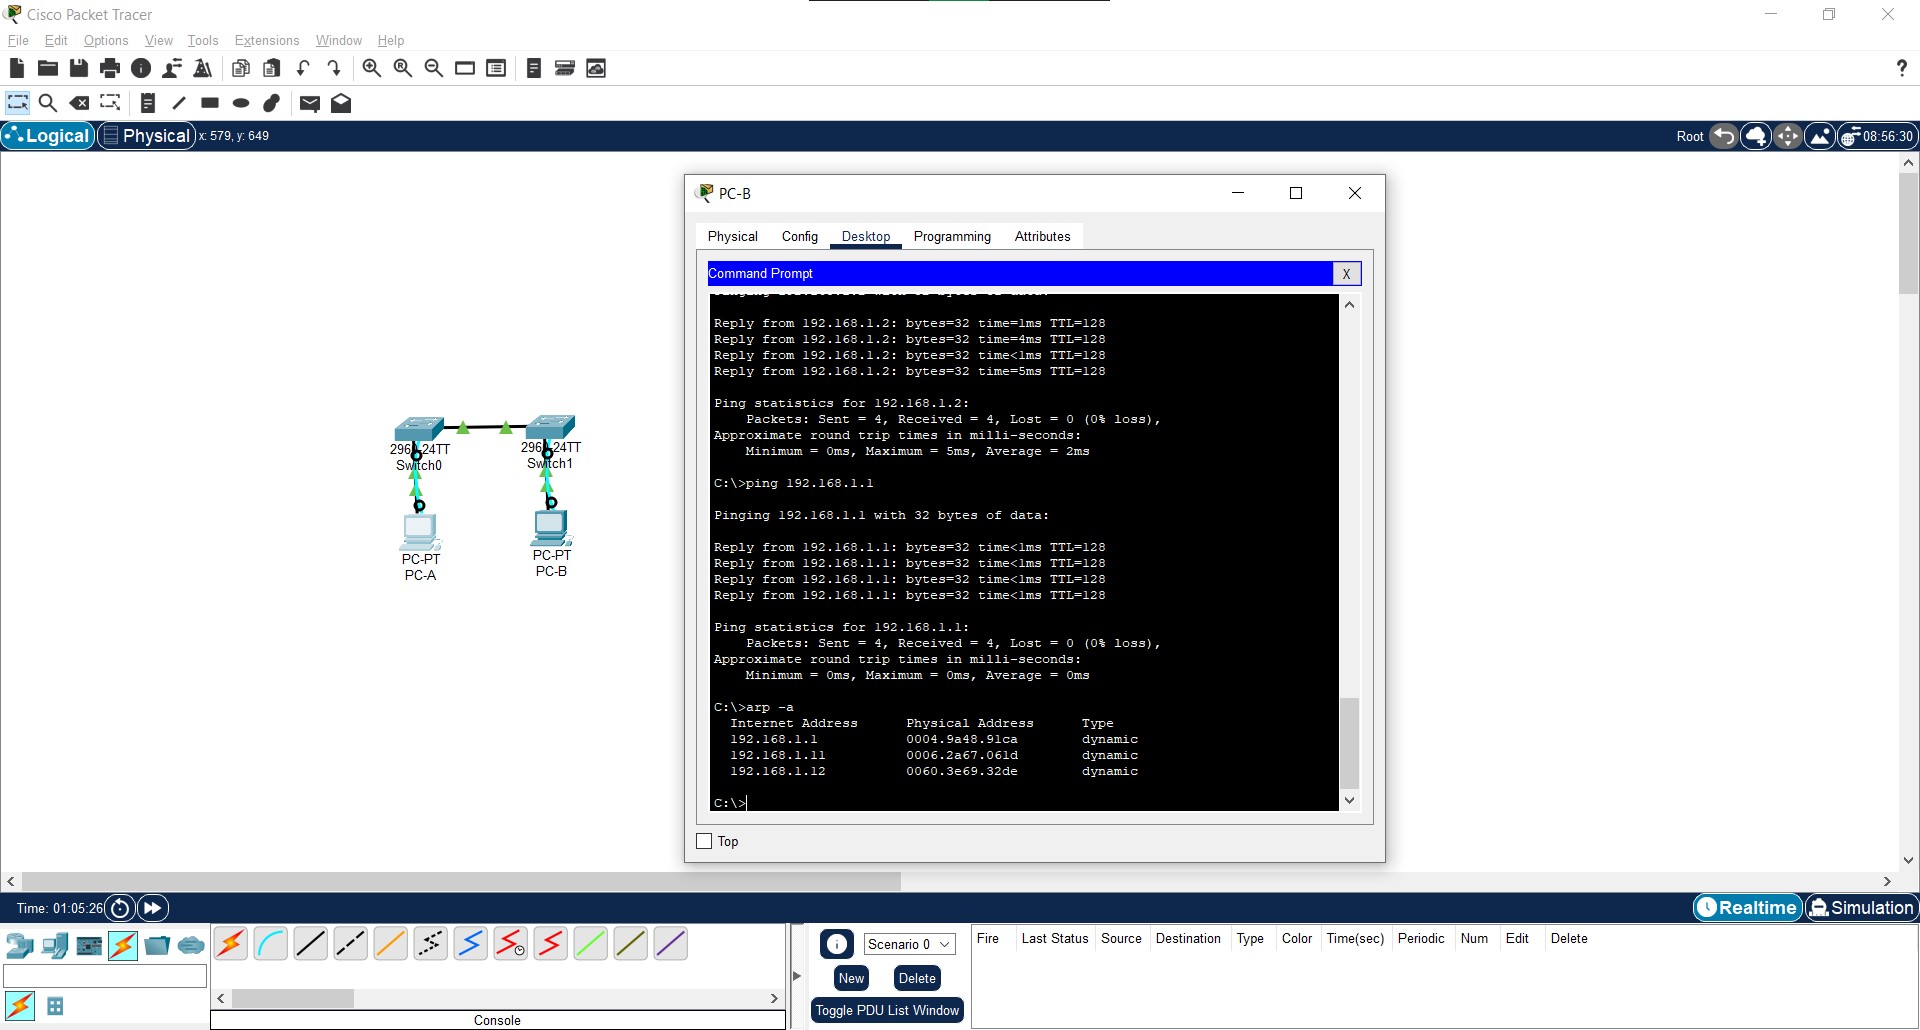 Cisco Packet Tracer
File Edit Options View Tools Extensions Window Help
?
Logical Physical x: 579, y: 649 Root 08:56:30
PC-B
Physical Config Desktop Programming Attributes
Command Prompt X
Reply from 192.168.1.2: bytes=32 time=1ms TTL=128
Reply from 192.168.1.2: bytes=32 time=4ms TTL=128
Reply from 192.168.1.2: bytes=32 time<1ms TTL=128
Reply from 192.168.1.2: bytes=32 time=5ms TTL=128
Ping statistics for 192.168.1.2:
Packets: Sent = 4, Received = 4, Lost = 0 (0% loss),
Approximate round trip times in milli-seconds:
Minimum = 0ms, Maximum = 5ms, Average = 2ms
C:\>ping 192.168.1.1
Pinging 192.168.1.1 with 32 bytes of data:
Reply from 192.168.1.1: bytes=32 time<1ms TTL=128
Reply from 192.168.1.1: bytes=32 time<1ms TTL=128
Reply from 192.168.1.1: bytes=32 time<1ms TTL=128
Reply from 192.168.1.1: bytes=32 time<1ms TTL=128
Ping statistics for 192.168.1.1:
Packets: Sent = 4, Received = 4, Lost = 0 (0% loss),
Approximate round trip times in milli-seconds:
Minimum = 0ms, Maximum = 0ms, Average = 0ms
C:\>arp -a
Internet Address Physical Address Type
192.168.1.1 0004.9a48.91ca dynamic
192.168.1.11 0006.2a67.061d dynamic
192.168.1.12 0060.3e69.32de dynamic
C:\>
Top
Switch0
Switch1
PC-PT
PC-A
PC-PT
PC-B
Time: 01:05:26 Realtime Simulation
Scenario 0
New Delete
Toggle PDU List Window
Fire Last Status Source Destination Type Color Time(sec) Periodic Num Edit Delete
Console